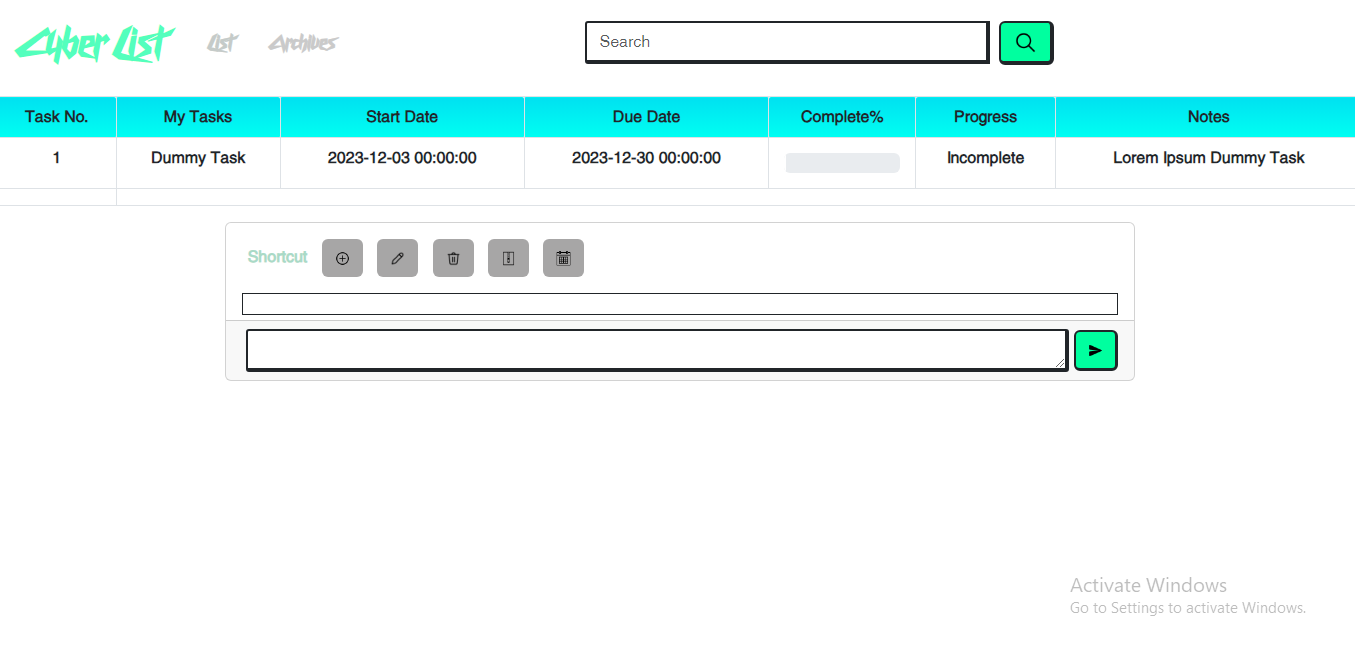 Cyber List List Archives Search
Task No. My Tasks Start Date Due Date Complete% Progress Notes
1 Dummy Task 2023-12-03 00:00:00 2023-12-30 00:00:00 Incomplete Lorem Ipsum Dummy Task
Shortcut
Activate Windows
Go to Settings to activate Windows.